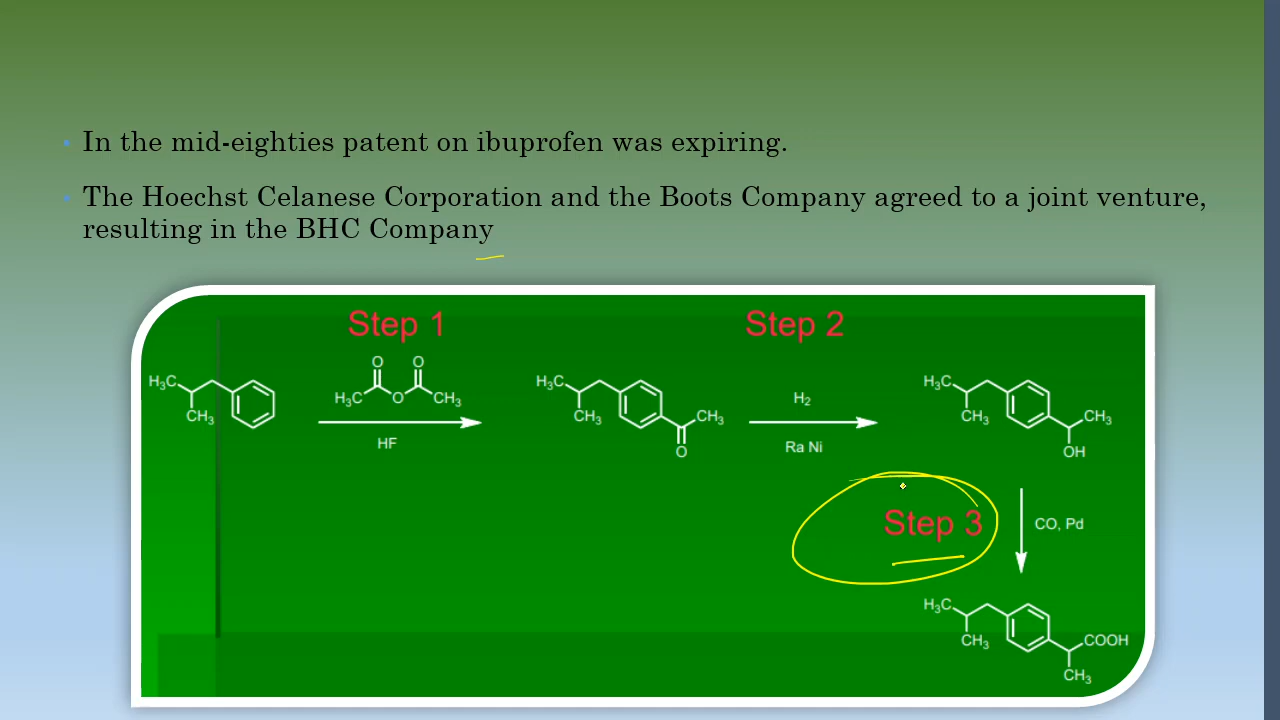 In the mid-eighties patent on ibuprofen was expiring.
The Hoechst Celanese Corporation and the Boots Company agreed to a joint venture,
resulting in the BHC Company
Step 1
Step 2
O O
H₃C O CH₃
H₃C
CH₃
HF
H₃C
CH₃
CH₃
O
H₂
Ra Ni
H₃C
CH₃
CH₃
OH
Step 3
CO, Pd
H₃C
CH₃
COOH
CH₃